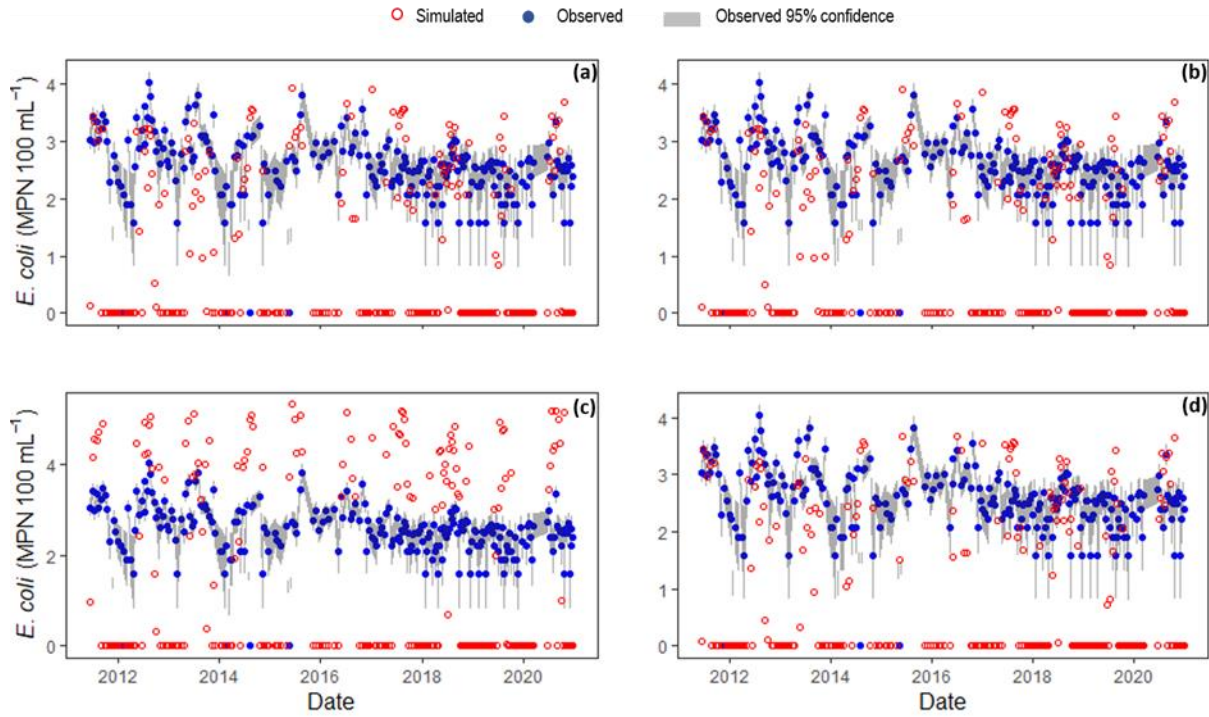 Simulated Observed Observed 95% confidence
(a) (b)
E. coli (MPN 100 mL⁻¹)
4 4
3 3
2 2
1 1
0 0
2012 2014 2016 2018 2020 2012 2014 2016 2018 2020
(c) (d)
E. coli (MPN 100 mL⁻¹)
4 4
3
2 2
1
0 0
2012 2014 2016 2018 2020 2012 2014 2016 2018 2020
Date Date